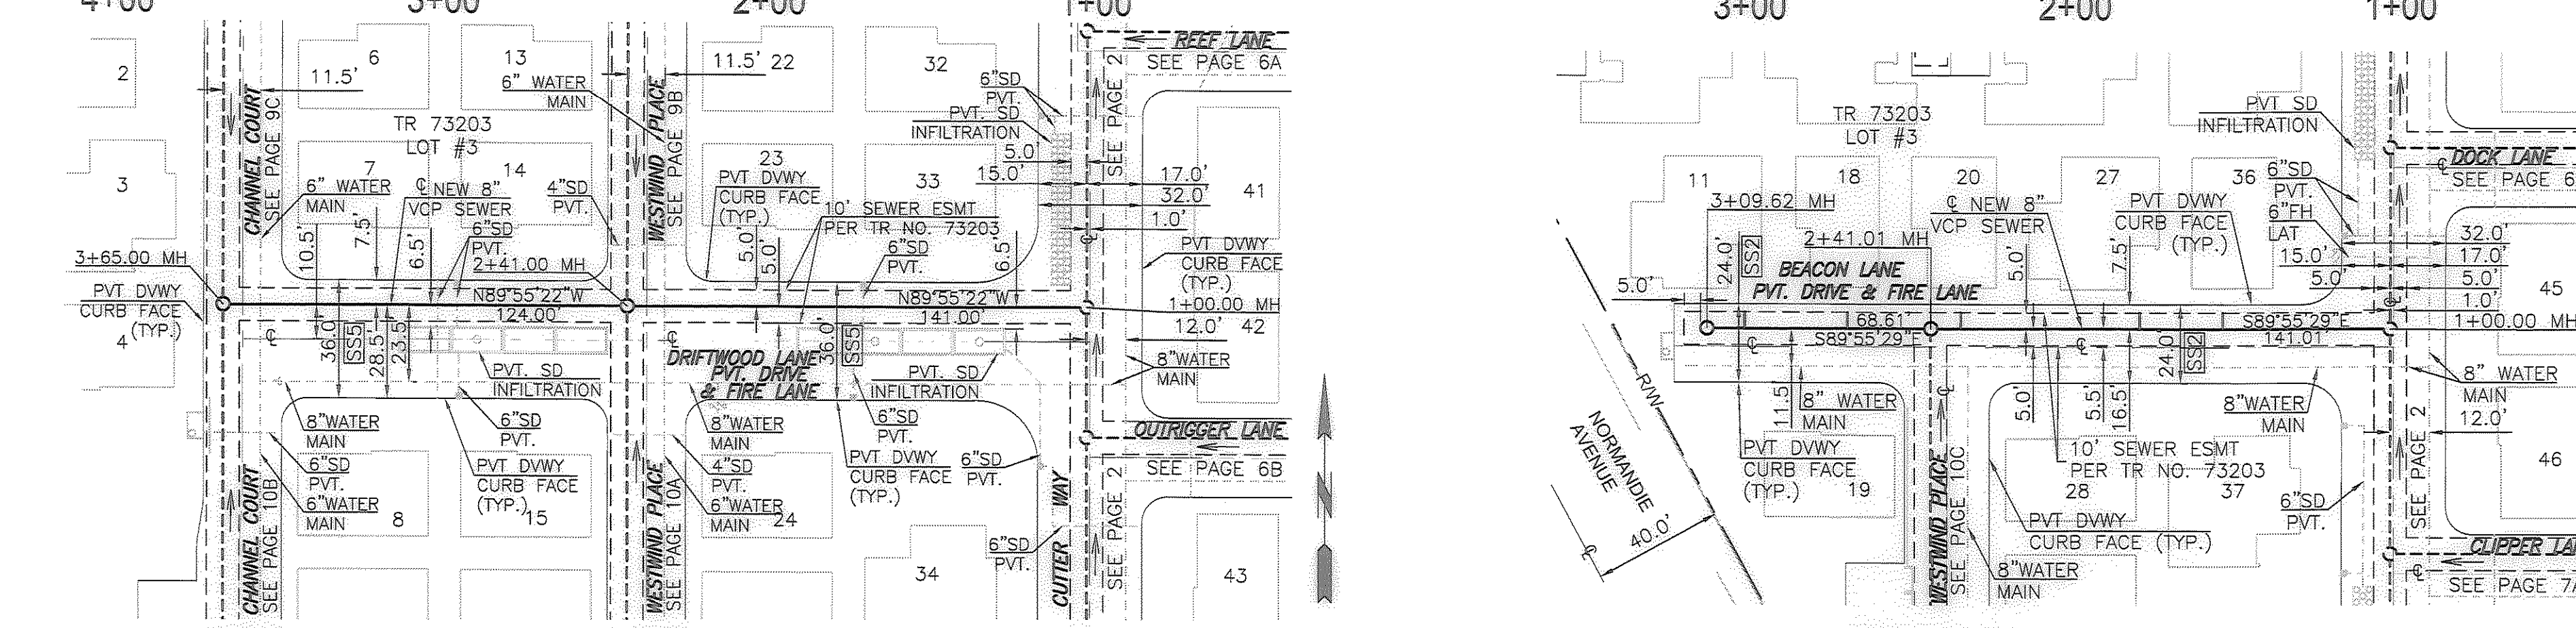 4+00
3+00
2+00
1+00
2
6
13
22
32
11.5'
6" WATER
MAIN
11.5'
6"SD
PVT.
PVT. SD
INFILTRATION
REEF LANE
SEE PAGE 6A
SEE PAGE 2
CHANNEL COURT
SEE PAGE 9C
WESTWIND PLACE
SEE PAGE 9B
TR 73203
LOT #3
3
7
14
23
33
41
6" WATER
MAIN
℄ NEW 8"
VCP SEWER
4"SD
PVT.
PVT DVWY
CURB FACE
(TYP.)
10' SEWER ESMT
PER TR NO. 73203
5.0'
15.0'
17.0'
32.0'
1.0'
10.5'
7.5'
6.5'
6"SD
PVT.
5.0'
5.0'
6"SD
PVT.
6.5'
PVT DVWY
CURB FACE
(TYP.)
3+65.00 MH
2+41.00 MH
1+00.00 MH
PVT DVWY
CURB FACE
(TYP.)
4
N89°55'22"W
124.00'
N89°55'22"W
141.00'
12.0'
42
℄
36.0'
SS5
28.5'
23.5'
℄
36.0'
SS5
DRIFTWOOD LANE
PVT. DRIVE
& FIRE LANE
PVT. SD
INFILTRATION
PVT. SD
INFILTRATION
8"WATER
MAIN
8"WATER
MAIN
6"SD
PVT.
8"WATER
MAIN
6"SD
PVT.
OUTRIGGER LANE
SEE PAGE 6B
6"SD
PVT.
6"WATER
MAIN
PVT DVWY
CURB FACE
(TYP.)
4"SD
PVT.
6"WATER
MAIN
PVT DVWY
CURB FACE
(TYP.)
6"SD
PVT.
CHANNEL COURT
SEE PAGE 10B
WESTWIND PLACE
SEE PAGE 10A
CUTTER WAY
SEE PAGE 2
8
15
24
34
43
6"SD
PVT.
N
3+00
2+00
1+00
TR 73203
LOT #3
PVT SD
INFILTRATION
DOCK LANE
SEE PAGE 6
11
18
20
27
36
6"SD
PVT.
6"FH
LAT
3+09.62 MH
℄ NEW 8"
VCP SEWER
PVT DVWY
CURB FACE
(TYP.)
24.0'
SS2
2+41.01 MH
BEACON LANE
PVT. DRIVE & FIRE LANE
5.0'
5.0'
7.5'
32.0'
15.0'
17.0'
5.0'
5.0'
1.0'
45
68.61'
S89°55'29"E
S89°55'29"E
141.01
1+00.00 MH
℄
℄
24.0'
SS2
11.5'
8" WATER
MAIN
5.0'
5.5'
16.5'
8"WATER
MAIN
8" WATER
MAIN
12.0'
R/W
NORMANDIE
AVENUE
40.0'
PVT DVWY
CURB FACE
(TYP.)
19
WESTWIND PLACE
SEE PAGE 10C
10' SEWER ESMT
PER TR NO. 73203
28
37
46
SEE PAGE 2
6"SD
PVT.
PVT DVWY
CURB FACE (TYP.)
8"WATER
MAIN
℄
SEE PAGE 7A